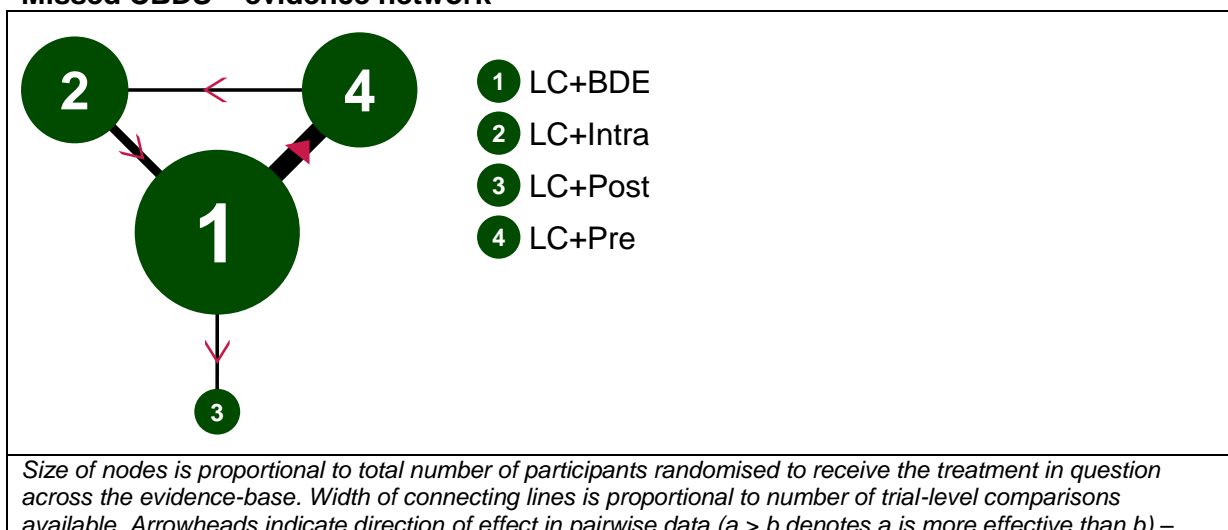 Missed CBDS – evidence network
2
4
1
3
1 LC+BDE
2 LC+Intra
3 LC+Post
4 LC+Pre
Size of nodes is proportional to total number of participants randomised to receive the treatment in question
across the evidence-base. Width of connecting lines is proportional to number of trial-level comparisons
available. Arrowheads indicate direction of effect in pairwise data (a > b denotes a is more effective than b) –